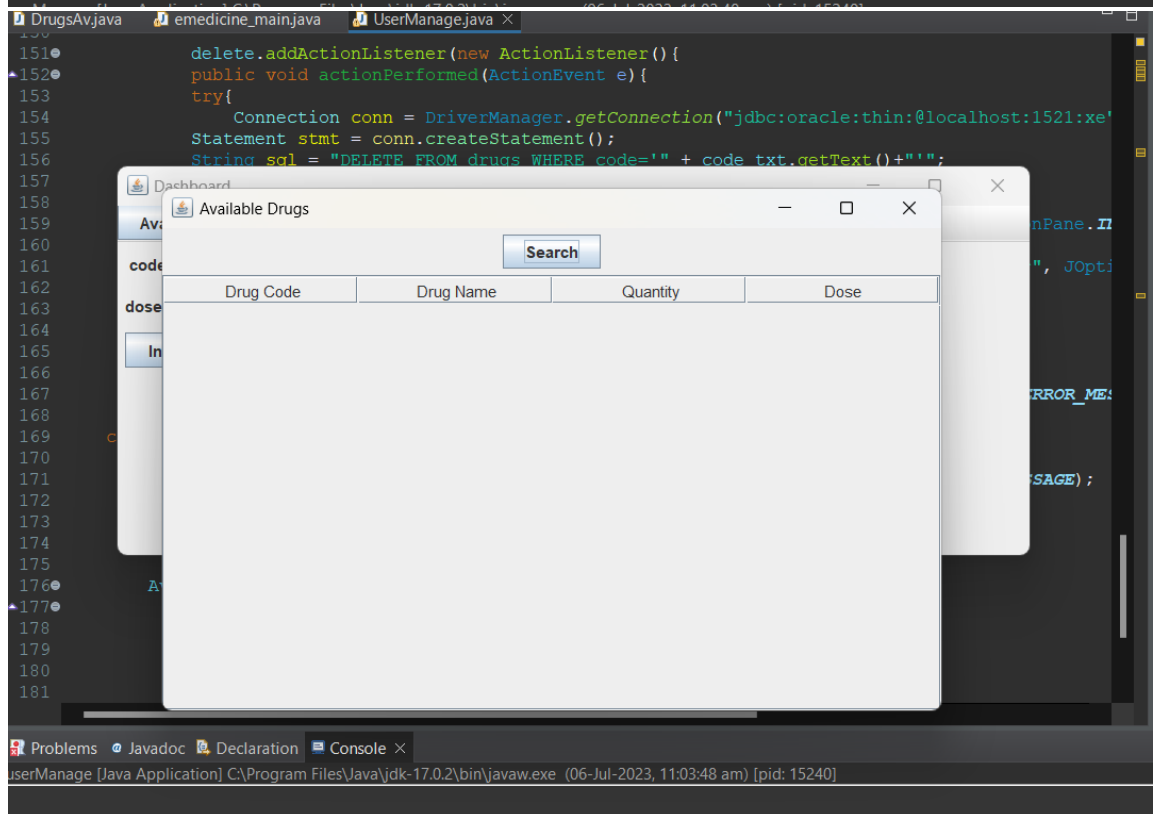 DrugsAv.java emedicine_main.java UserManage.java
150
151 delete.addActionListener(new ActionListener(){
152 public void actionPerformed(ActionEvent e){
153 try{
154 Connection conn = DriverManager.getConnection("jdbc:oracle:thin:@localhost:1521:xe"
155 Statement stmt = conn.createStatement();
156 String sql = "DELETE FROM drugs WHERE code='" + code_txt.getText()+"'";
157
Dashboard
158
Available Drugs
159 Ava nPane.
160
Search
161 code ", JOpti
162
Drug Code Drug Name Quantity Dose
163 dose
164
165 In
166
167 ERROR_MES
168
169 c
170
171 SSAGE);
172
173
174
175
176 Av
177
178
179
180
181
Problems Javadoc Declaration Console
userManage [Java Application] C:\Program Files\Java\jdk-17.0.2\bin\javaw.exe (06-Jul-2023, 11:03:48 am) [pid: 15240]